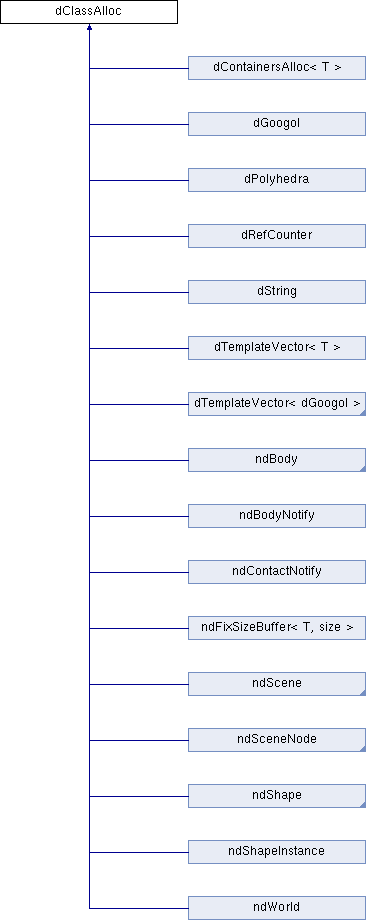 dClassAlloc
dContainersAlloc< T >
dGoogol
dPolyhedra
dRefCounter
dString
dTemplateVector< T >
dTemplateVector< dGoogol >
ndBody
ndBodyNotify
ndContactNotify
ndFixSizeBuffer< T, size >
ndScene
ndSceneNode
ndShape
ndShapeInstance
ndWorld